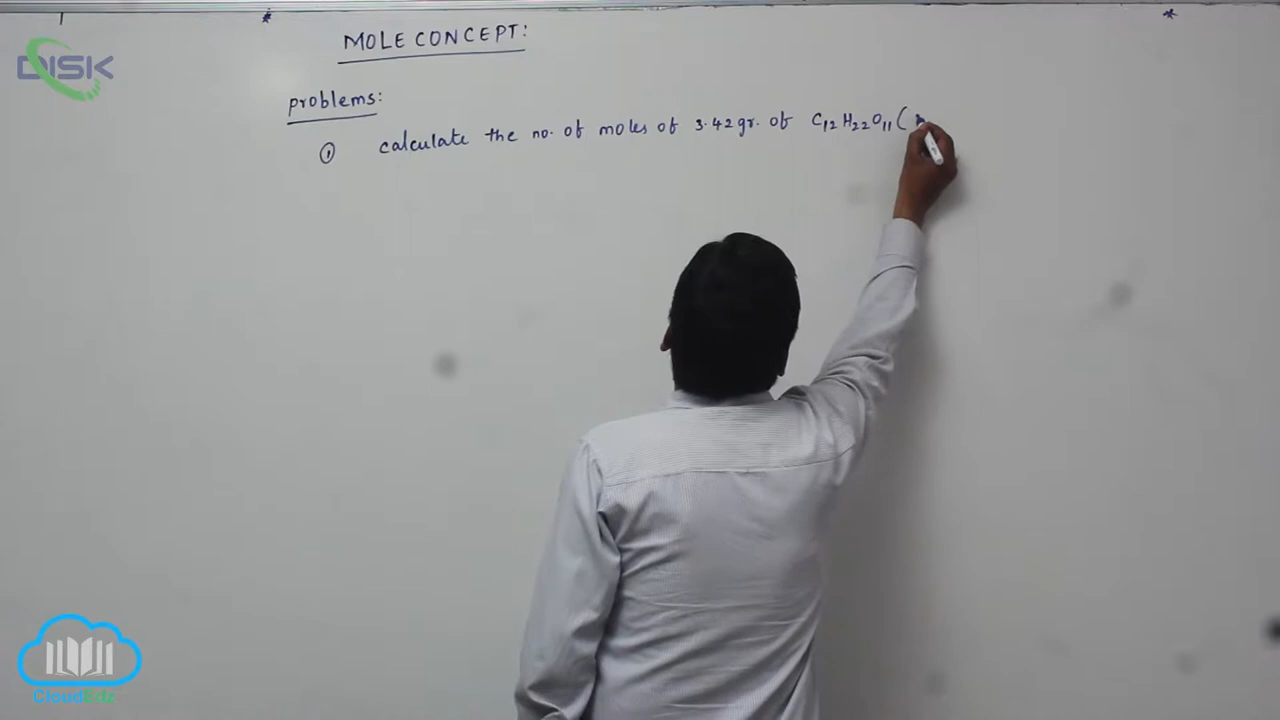 DISK
MOLE CONCEPT:
problems:
① calculate the no. of moles of 3.42 gr. of C₁₂H₂₂O₁₁ (
CloudEdz